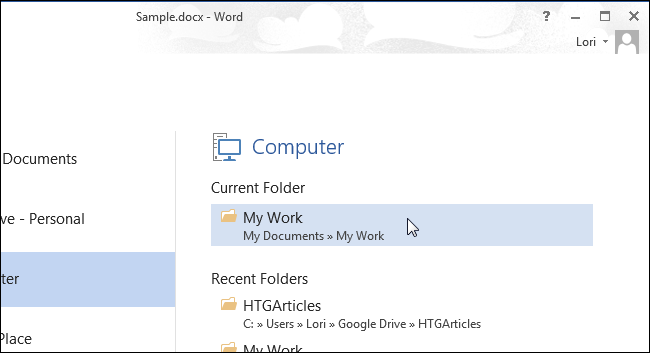 Sample.docx - Word
?
Lori
Documents
ve - Personal
ter
Place
Computer
Current Folder
My Work
My Documents » My Work
Recent Folders
HTGArticles
C: » Users » Lori » Google Drive » HTGArticles
My Work